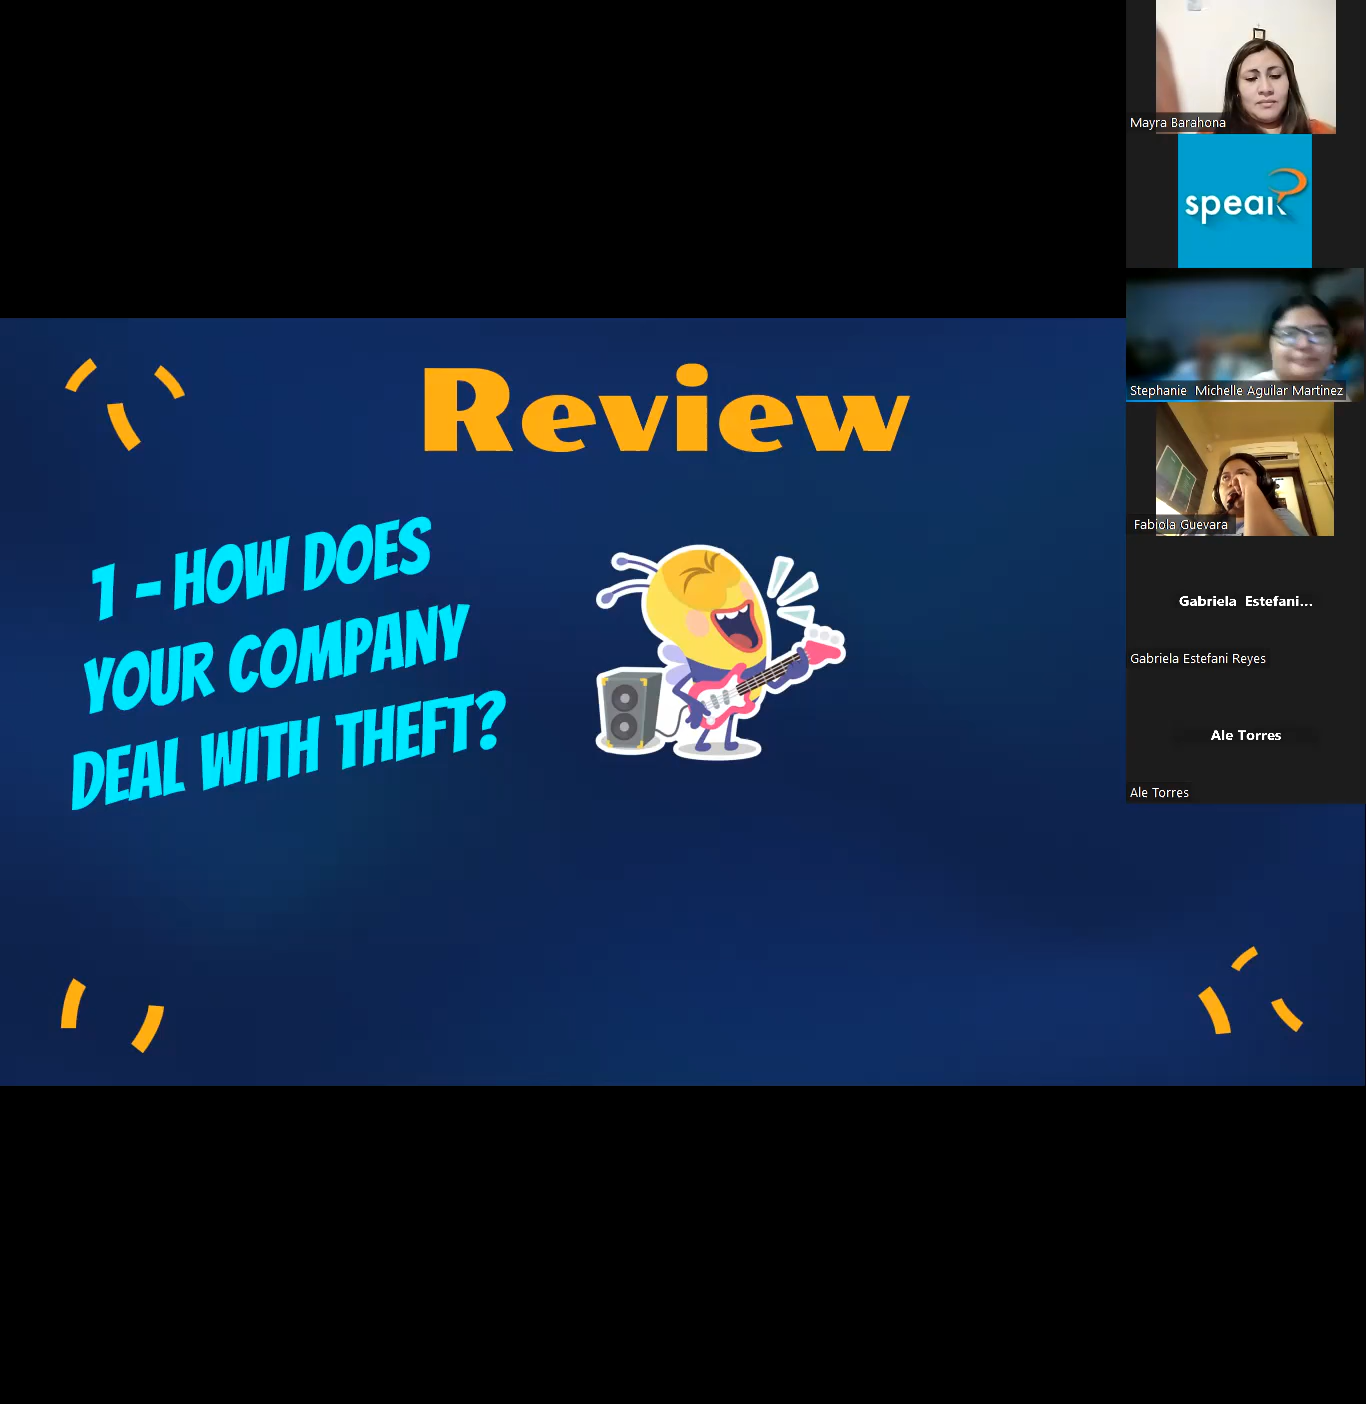 Review
1 - HOW DOES
YOUR COMPANY
DEAL WITH THEFT?
Mayra Barahona
speak
Stephanie Michelle Aguilar Martinez
Fabiola Guevara
Gabriela Estefani...
Gabriela Estefani Reyes
Ale Torres
Ale Torres